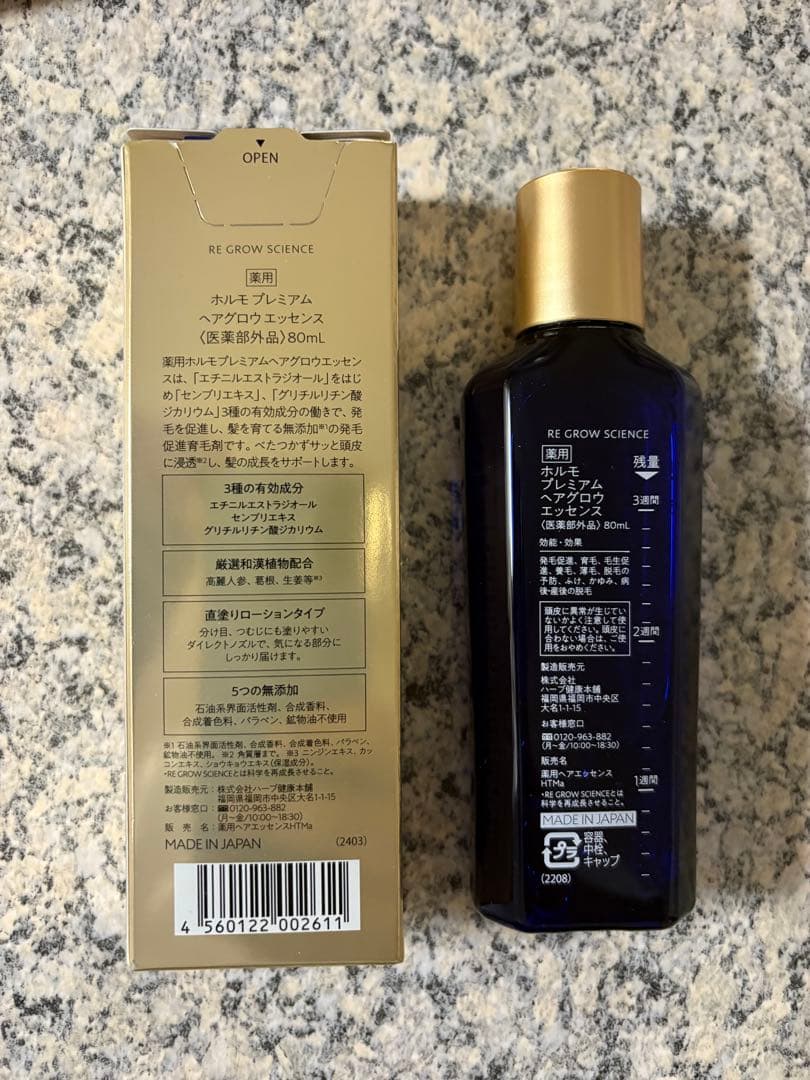 OPEN
RE GROW SCIENCE
薬用
ホルモ プレミアム
ヘアグロウ エッセンス
〈医薬部外品〉80mL
薬用ホルモプレミアムヘアグロウエッセン
スは、「エチニルエストラジオール」をはじ
め「センブリエキス」、「グリチルリチン酸
ジカリウム」3種の有効成分の働きで、発
毛を促進し、髪を育てる無添加※1の発毛
促進育毛剤です。べたつかずサッと頭皮
に浸透※2し、髪の成長をサポートします。
3種の有効成分
エチニルエストラジオール
センブリエキス
グリチルリチン酸ジカリウム
厳選和漢植物配合
高麗人参、葛根、生姜等※3
直塗りローションタイプ
分け目、つむじにも塗りやすい
ダイレクトノズルで、気になる部分に
しっかり届けます。
5つの無添加
石油系界面活性剤、合成香料、
合成着色料、パラベン、鉱物油不使用
※1 石油系界面活性剤、合成香料、合成着色料、パラベン、
鉱物油不使用。※2 角質層まで。※3 ニンジンエキス、カッ
コンエキス、ショウキョウエキス(保湿成分)。
・RE GROW SCIENCEとは科学を再成長させること。
製造販売元：株式会社ハーブ健康本舗
福岡県福岡市中央区大名1-1-15
お客様窓口：0120-963-882
(月~金/10:00~18:30)
販 売 名：薬用ヘアエッセンスHTMa
MADE IN JAPAN (2403)
4 560122 002611
RE GROW SCIENCE
薬用
ホルモ
プレミアム
ヘアグロウ
エッセンス
〈医薬部外品〉80mL
効能・効果
発毛促進、育毛、毛生促
進、養毛、薄毛、脱毛の
予防、ふけ、かゆみ、病
後・産後の脱毛
頭皮に異常が生じてい
ないかよく注意して使
用してください。頭皮に
合わない場合は、ご使
用をおやめください。
製造販売元
株式会社
ハーブ健康本舗
福岡県福岡市中央区
大名1-1-15
お客様窓口
0120-963-882
(月~金/10:00~18:30)
販売名
薬用ヘアエッセンス
HTMa
・RE GROW SCIENCEとは
科学を再成長させること。
MADE IN JAPAN
プラ
容器、
中栓、
キャップ
(2208)
残量
3週間
2週間
1週間